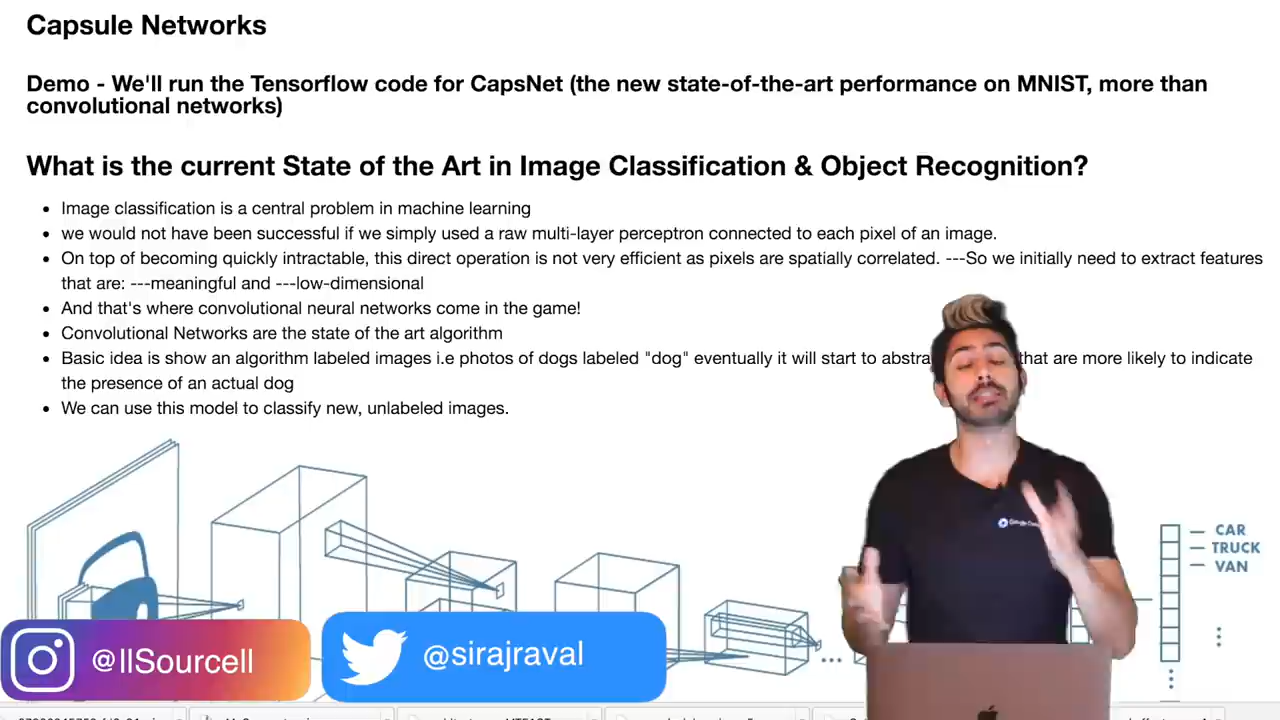 Capsule Networks
Demo - We'll run the Tensorflow code for CapsNet (the new state-of-the-art performance on MNIST, more than
convolutional networks)
What is the current State of the Art in Image Classification & Object Recognition?
• Image classification is a central problem in machine learning
• we would not have been successful if we simply used a raw multi-layer perceptron connected to each pixel of an image.
• On top of becoming quickly intractable, this direct operation is not very efficient as pixels are spatially correlated. ---So we initially need to extract features
that are: ---meaningful and ---low-dimensional
• And that's where convolutional neural networks come in the game!
• Convolutional Networks are the state of the art algorithm
• Basic idea is show an algorithm labeled images i.e photos of dogs labeled "dog" eventually it will start to that are more likely to indicate
the presence of an actual dog
• We can use this model to classify new, unlabeled images.
CAR
TRUCK
VAN
@llSourcell
@sirajraval